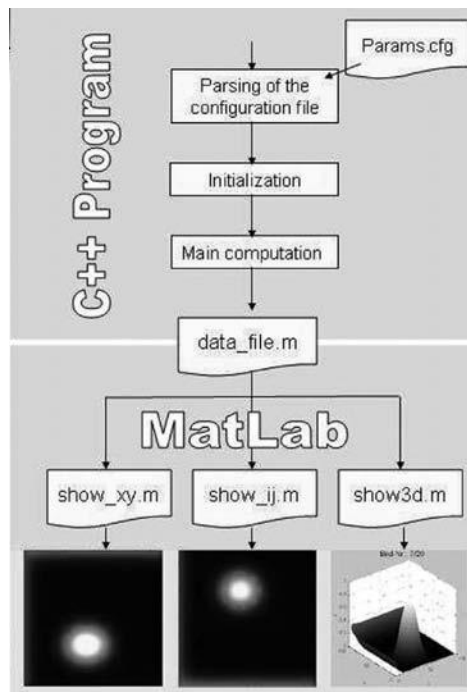 C++ Program
Params.cfg
Parsing of the
configuration file
Initialization
Main computation
data_file.m
MatLab
show_xy.m
show_ij.m
show3d.m